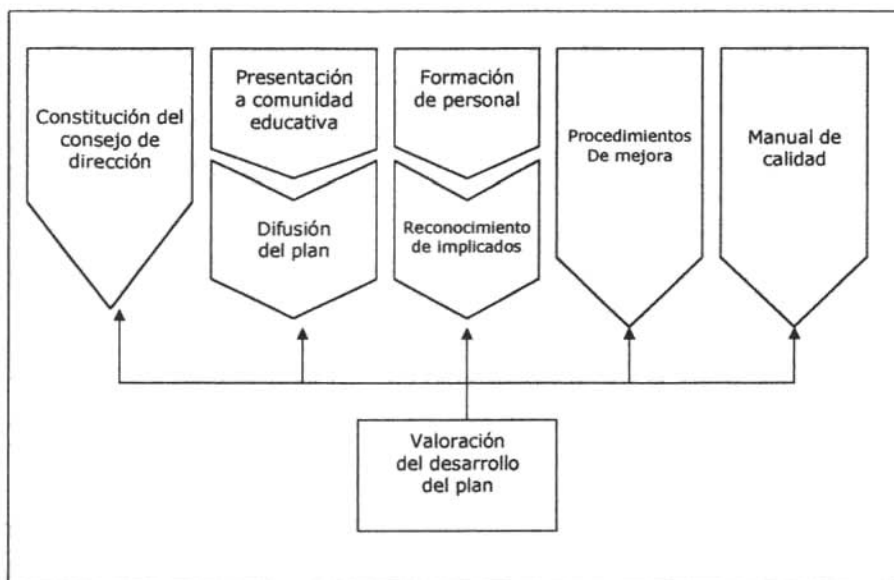 Constitución del
consejo de
dirección
Presentación
a comunidad
educativa
Difusión
del plan
Formación
de personal
Reconocimiento
de implicados
Procedimientos
De mejora
Manual de
calidad
Valoración
del desarrollo
del plan